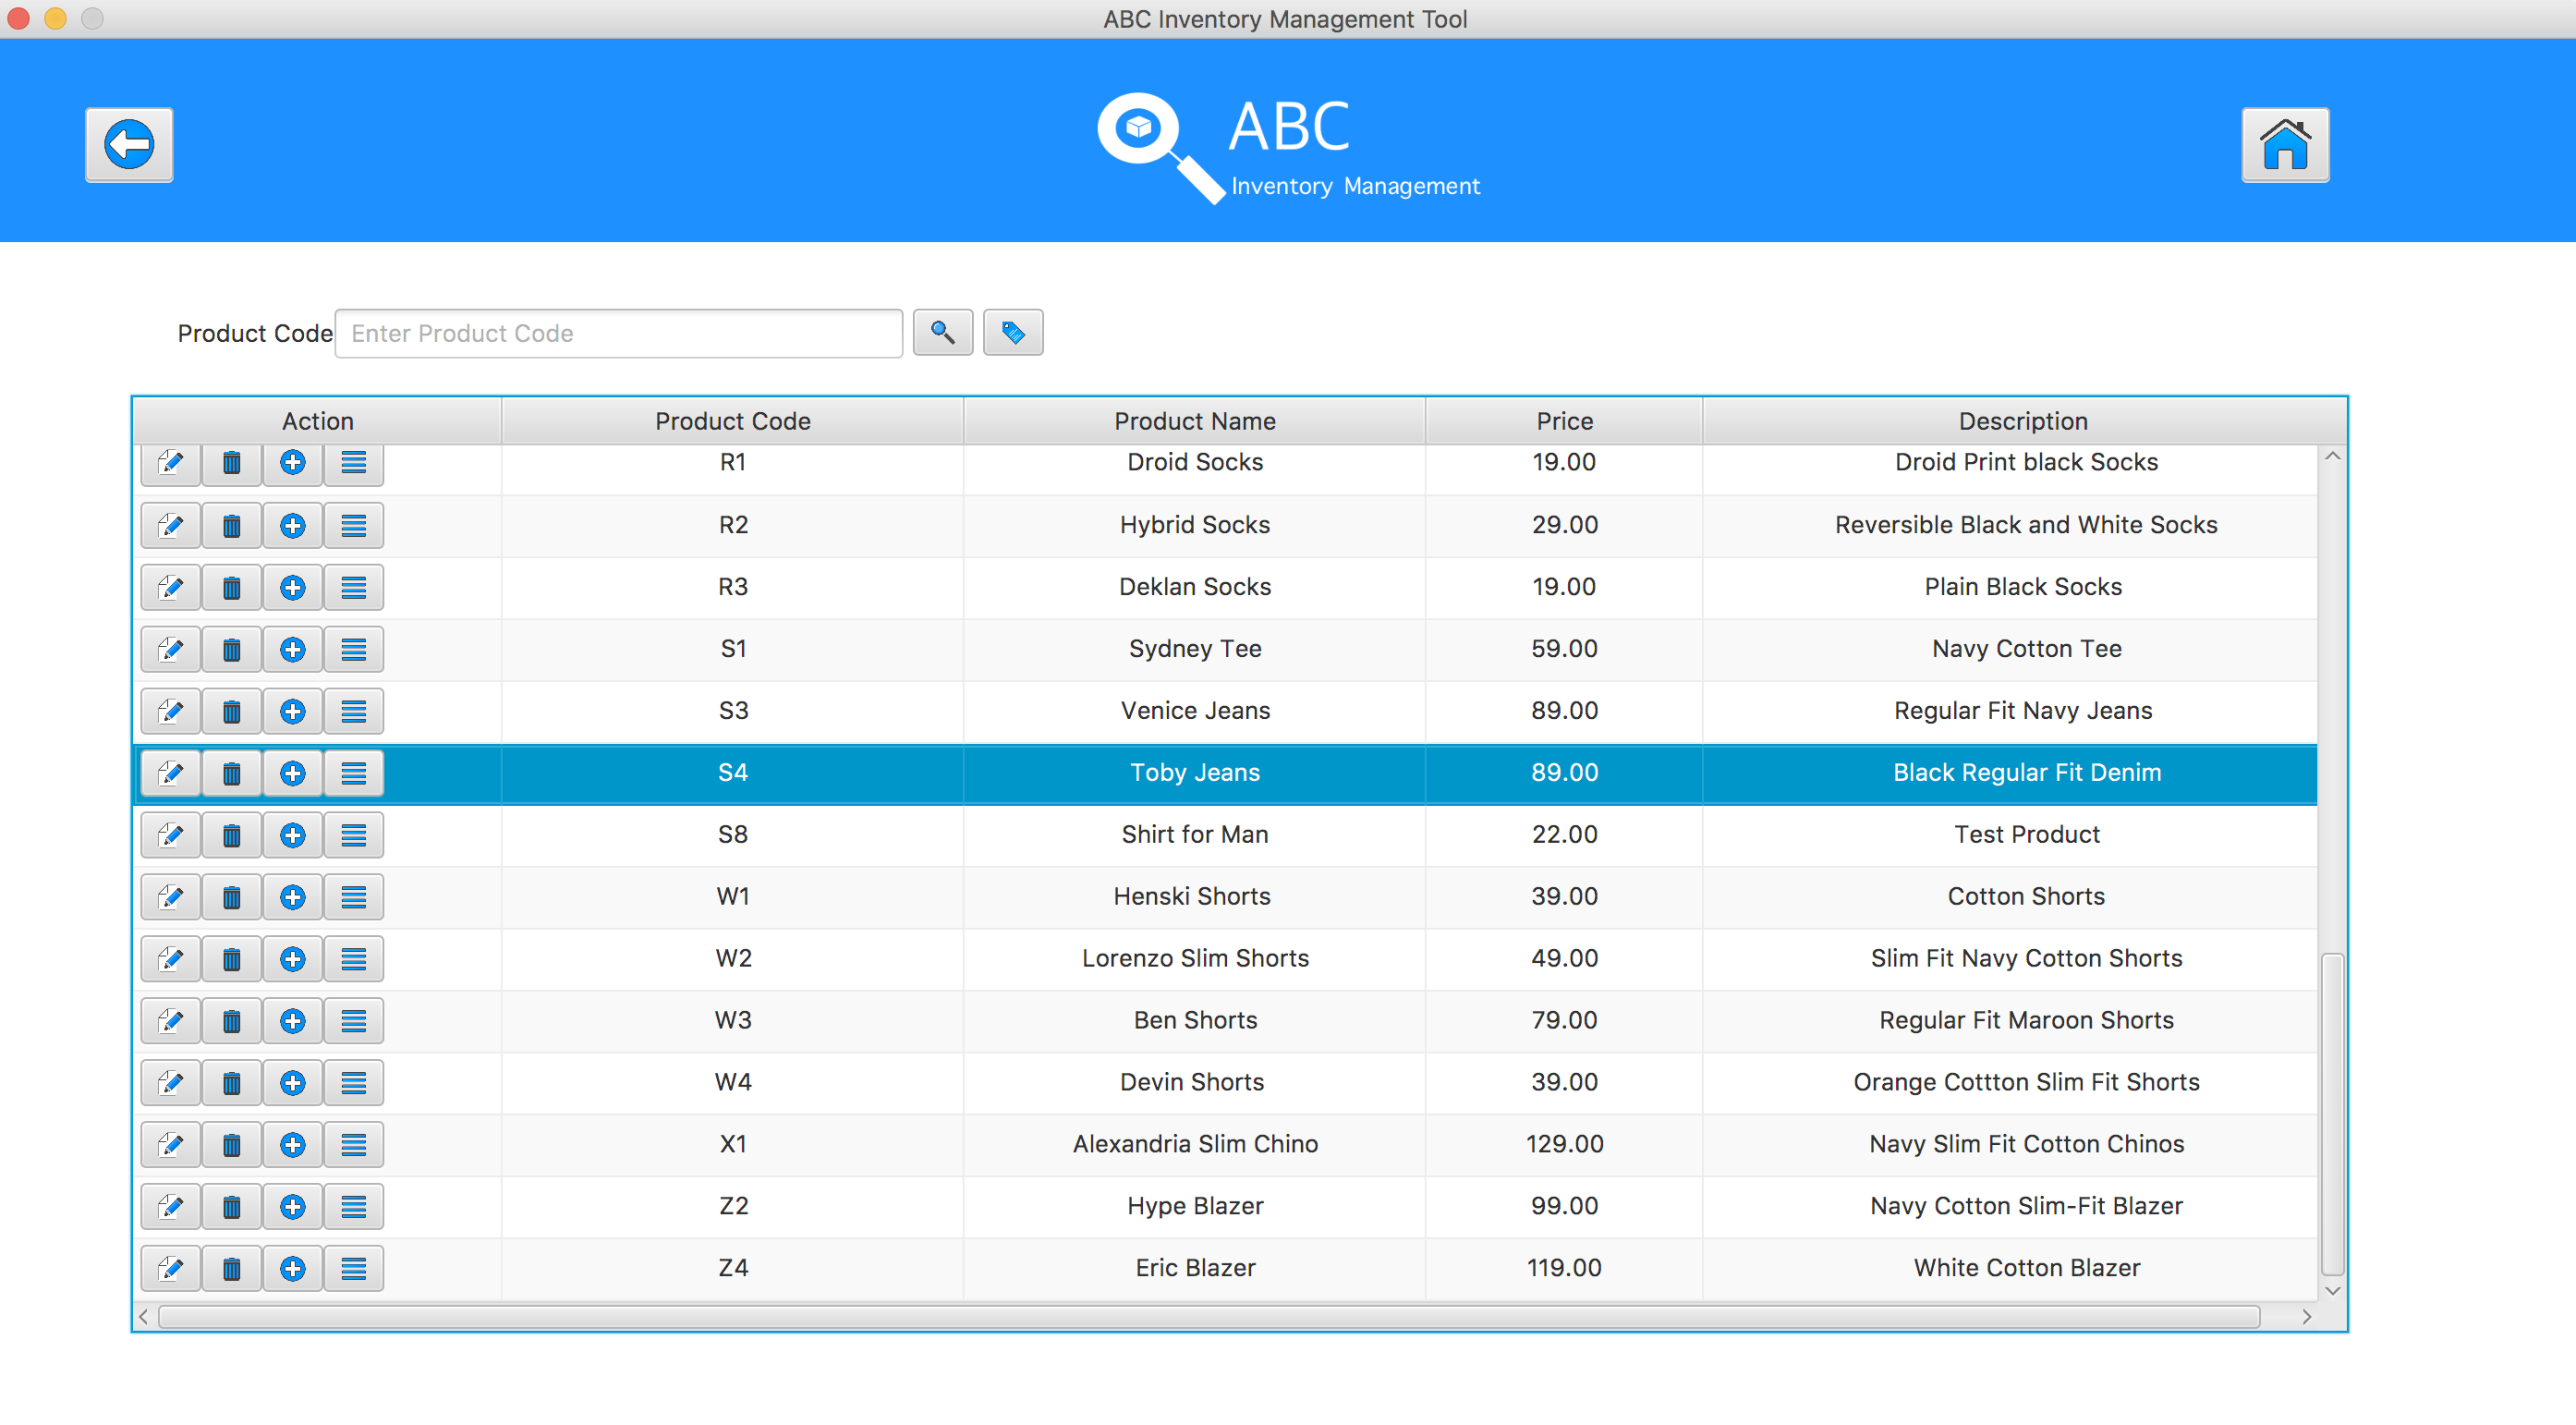 ABC Inventory Management Tool
ABC
Inventory Management
Product Code Enter Product Code
Action Product Code Product Name Price Description
R1 Droid Socks 19.00 Droid Print black Socks
R2 Hybrid Socks 29.00 Reversible Black and White Socks
R3 Deklan Socks 19.00 Plain Black Socks
S1 Sydney Tee 59.00 Navy Cotton Tee
S3 Venice Jeans 89.00 Regular Fit Navy Jeans
S4 Toby Jeans 89.00 Black Regular Fit Denim
S8 Shirt for Man 22.00 Test Product
W1 Henski Shorts 39.00 Cotton Shorts
W2 Lorenzo Slim Shorts 49.00 Slim Fit Navy Cotton Shorts
W3 Ben Shorts 79.00 Regular Fit Maroon Shorts
W4 Devin Shorts 39.00 Orange Cottton Slim Fit Shorts
X1 Alexandria Slim Chino 129.00 Navy Slim Fit Cotton Chinos
Z2 Hype Blazer 99.00 Navy Cotton Slim-Fit Blazer
Z4 Eric Blazer 119.00 White Cotton Blazer